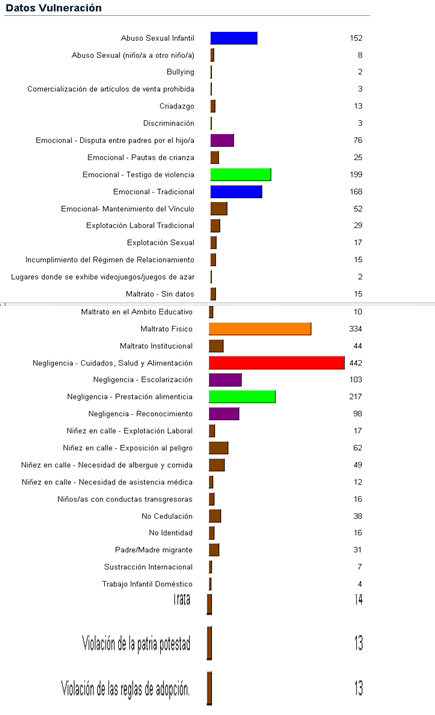 Datos Vulneración
Abuso Sexual Infantil 152
Abuso Sexual (niño/a a otro niño/a) 8
Bullying 2
Comercialización de artículos de venta prohibida 3
Criadazgo 13
Discriminación 3
Emocional - Disputa entre padres por el hijo/a 76
Emocional - Pautas de crianza 25
Emocional - Testigo de violencia 199
Emocional - Tradicional 168
Emocional- Mantenimiento del Vínculo 52
Explotación Laboral Tradicional 29
Explotación Sexual 17
Incumplimiento del Régimen de Relacionamiento 15
Lugares donde se exhibe videojuegos/juegos de azar 2
Maltrato - Sin datos 15
Maltrato en el Ambito Educativo 10
Maltrato Fisico 334
Maltrato Institucional 44
Negligencia - Cuidados, Salud y Alimentación 442
Negligencia - Escolarización 103
Negligencia - Prestación alimenticia 217
Negligencia - Reconocimiento 98
Niñez en calle - Explotación Laboral 17
Niñez en calle - Exposición al peligro 62
Niñez en calle - Necesidad de albergue y comida 49
Niñez en calle - Necesidad de asistencia médica 12
Niños/as con conductas transgresoras 16
No Cedulación 38
No Identidad 16
Padre/Madre migrante 31
Sustracción Internacional 7
Trabajo Infantil Doméstico 4
Trata 14
Violación de la patria potestad 13
Violación de las reglas de adopción. 13